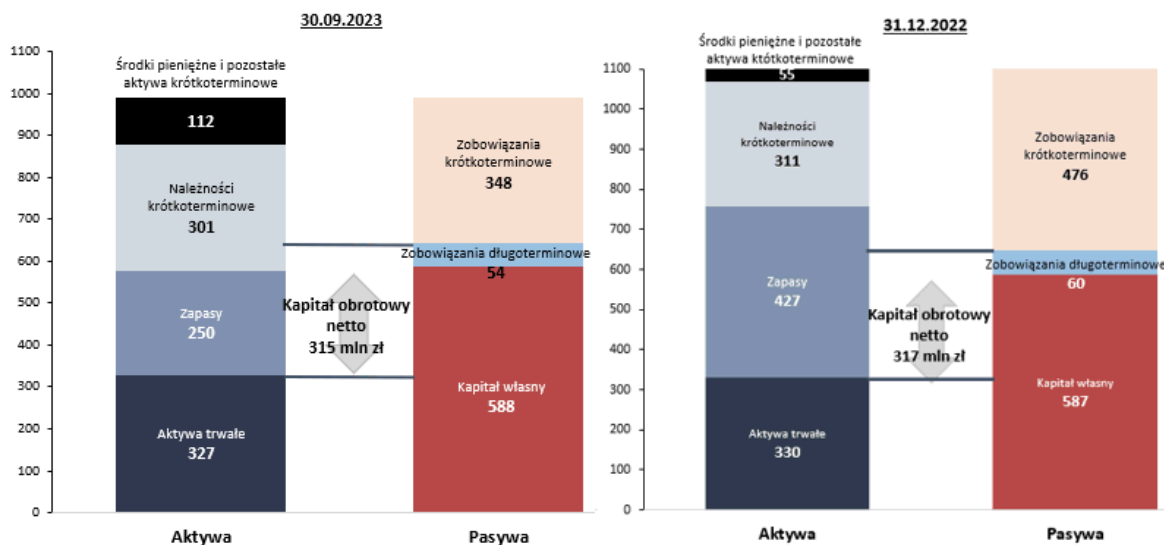 30.09.2023
1100
1000
900
800
700
600
500
400
300
200
100
0
Środki pieniężne i pozostałe
aktywa krótkoterminowe
112
Należności
krótkoterminowe
301
Zapasy
250
Aktywa trwałe
327
Aktywa
Kapitał obrotowy
netto
315 mln zł
Zobowiązania
krótkoterminowe
348
Zobowiązania długoterminowe
54
Kapitał własny
588
Pasywa
31.12.2022
1100
1000
900
800
700
600
500
400
300
200
100
0
Środki pieniężne i pozostałe
aktywa któtkoterminowe
55
Należności
krótkoterminowe
311
Zapasy
427
Aktywa trwałe
330
Aktywa
Kapitał obrotowy
netto
317 mln zł
Zobowiązania
krótkoterminowe
476
Zobowiązania długoterminowe
60
Kapitał własny
587
Pasywa